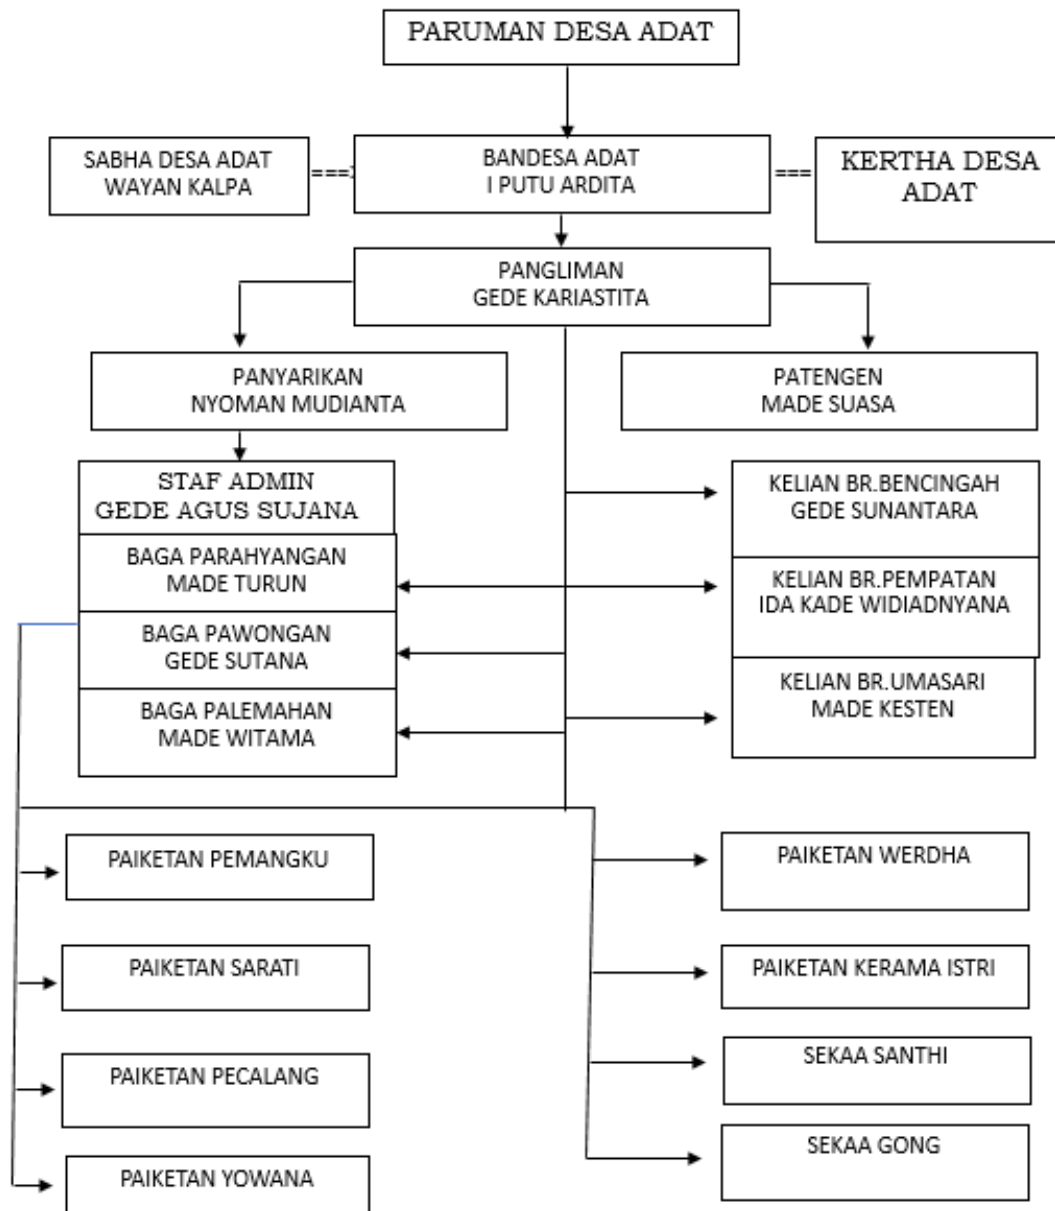 PARUMAN DESA ADAT
SABHA DESA ADAT
WAYAN KALPA
===>
BANDESA ADAT
I PUTU ARDITA
===
KERTHA DESA
ADAT
PANGLIMAN
GEDE KARIASTITA
PANYARIKAN
NYOMAN MUDIANTA
PATENGEN
MADE SUASA
STAF ADMIN
GEDE AGUS SUJANA
KELIAN BR.BENCINGAH
GEDE SUNANTARA
BAGA PARAHYANGAN
MADE TURUN
KELIAN BR.PEMPATAN
IDA KADE WIDIADNYANA
BAGA PAWONGAN
GEDE SUTANA
KELIAN BR.UMASARI
MADE KESTEN
BAGA PALEMAHAN
MADE WITAMA
PAIKETAN PEMANGKU
PAIKETAN WERDHA
PAIKETAN SARATI
PAIKETAN KERAMA ISTRI
PAIKETAN PECALANG
SEKAA SANTHI
PAIKETAN YOWANA
SEKAA GONG